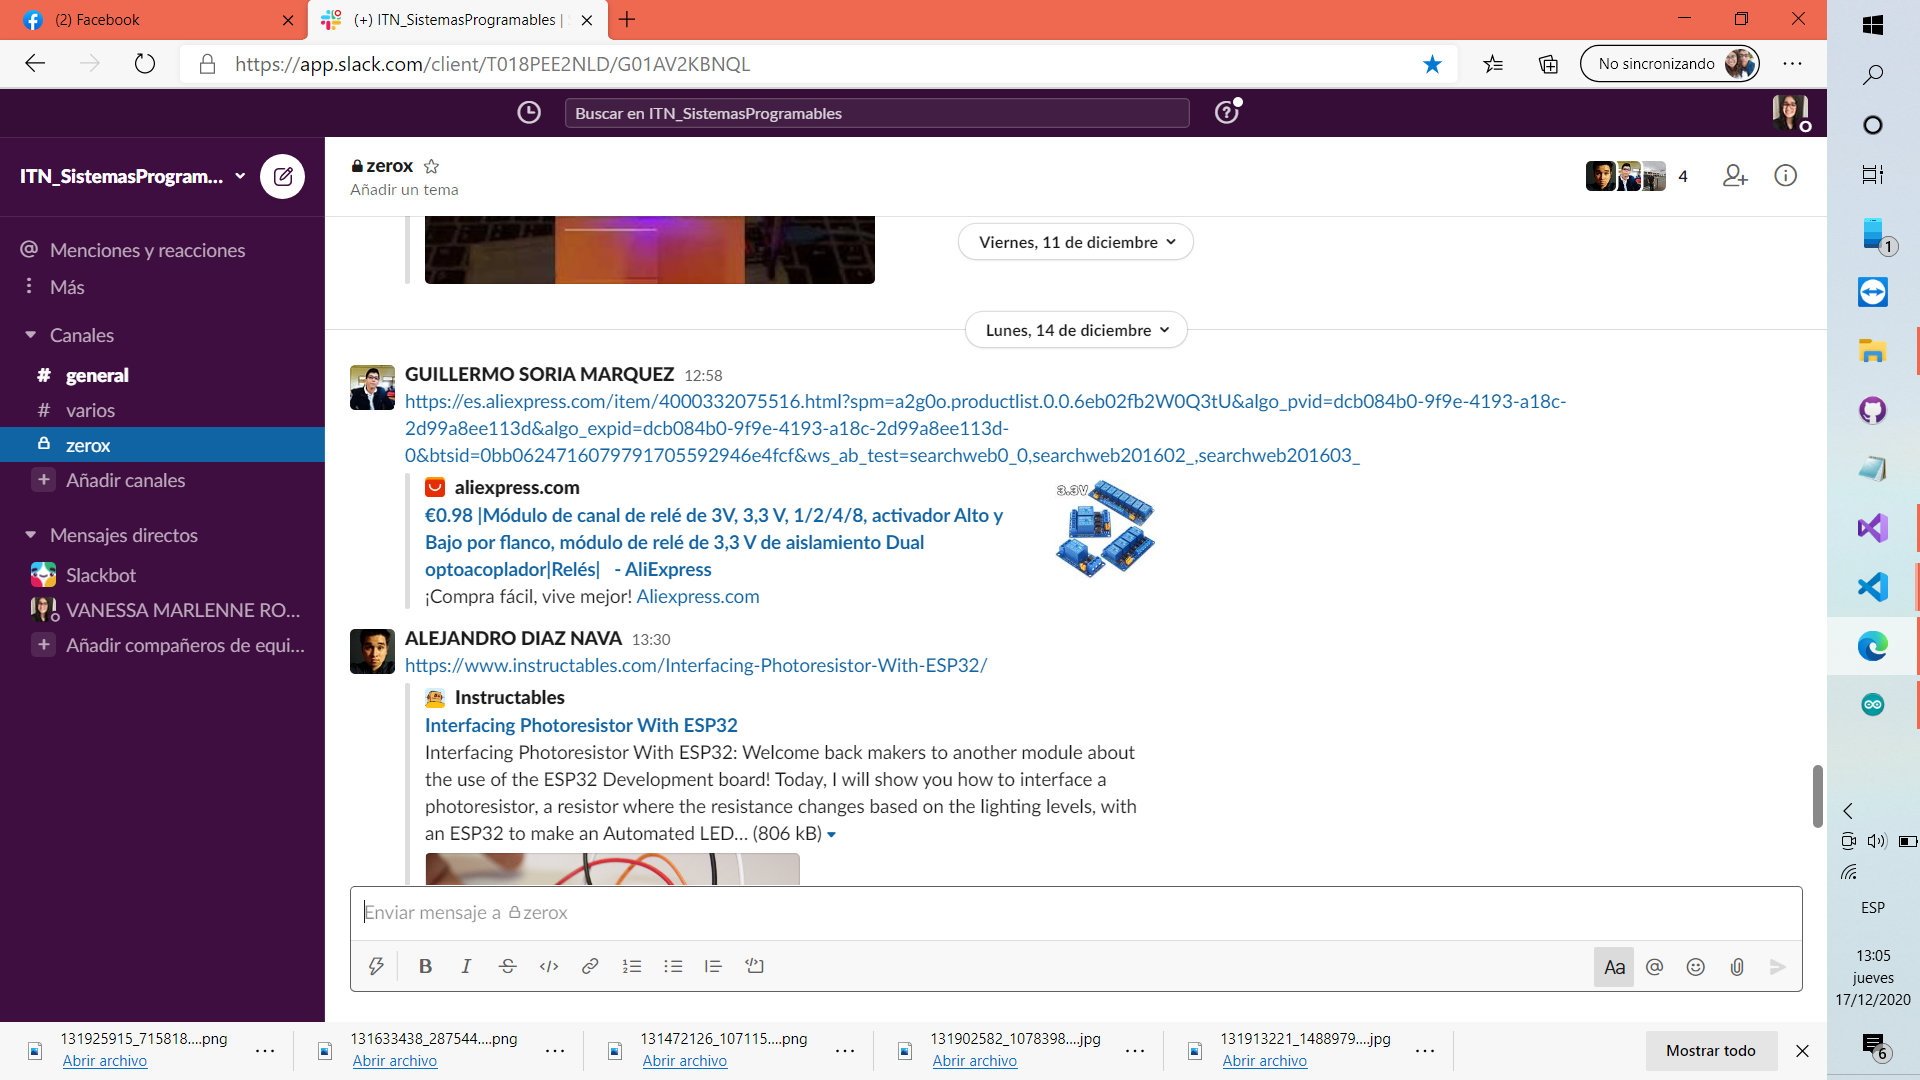 (2) Facebook
(+) ITN_SistemasProgramables |
https://app.slack.com/client/T018PEE2NLD/G01AV2KBNQL
No sincronizando
Buscar en ITN_SistemasProgramables
ITN_SistemasProgram...
zerox
Añadir un tema
4
Menciones y reacciones
Más
Canales
# general
# varios
zerox
+ Añadir canales
Mensajes directos
Slackbot
VANESSA MARLENNE RO...
+ Añadir compañeros de equi...
Viernes, 11 de diciembre
Lunes, 14 de diciembre
GUILLERMO SORIA MARQUEZ 12:58
https://es.aliexpress.com/item/4000332075516.html?spm=a2g0o.productlist.0.0.6eb02fb2W0Q3tU&algo_pvid=dcb084b0-9f9e-4193-a18c-
2d99a8ee113d&algo_expid=dcb084b0-9f9e-4193-a18c-2d99a8ee113d-
0&btsid=0bb0624716079791705592946e4fcf&ws_ab_test=searchweb0_0,searchweb201602_,searchweb201603_
aliexpress.com
€0.98 |Módulo de canal de relé de 3V, 3,3 V, 1/2/4/8, activador Alto y
Bajo por flanco, módulo de relé de 3,3 V de aislamiento Dual
optoacoplador|Relés| - AliExpress
¡Compra fácil, vive mejor! Aliexpress.com
3.3V
ALEJANDRO DIAZ NAVA 13:30
https://www.instructables.com/Interfacing-Photoresistor-With-ESP32/
Instructables
Interfacing Photoresistor With ESP32
Interfacing Photoresistor With ESP32: Welcome back makers to another module about
the use of the ESP32 Development board! Today, I will show you how to interface a
photoresistor, a resistor where the resistance changes based on the lighting levels, with
an ESP32 to make an Automated LED... (806 kB)
Enviar mensaje a zerox
B I S </> Aa @
131925915_715818....png
Abrir archivo
131633438_287544....png
Abrir archivo
131472126_107115....png
Abrir archivo
131902582_1078398....jpg
Abrir archivo
131913221_1488979....jpg
Abrir archivo
Mostrar todo
1
ESP
13:05
jueves
17/12/2020
6